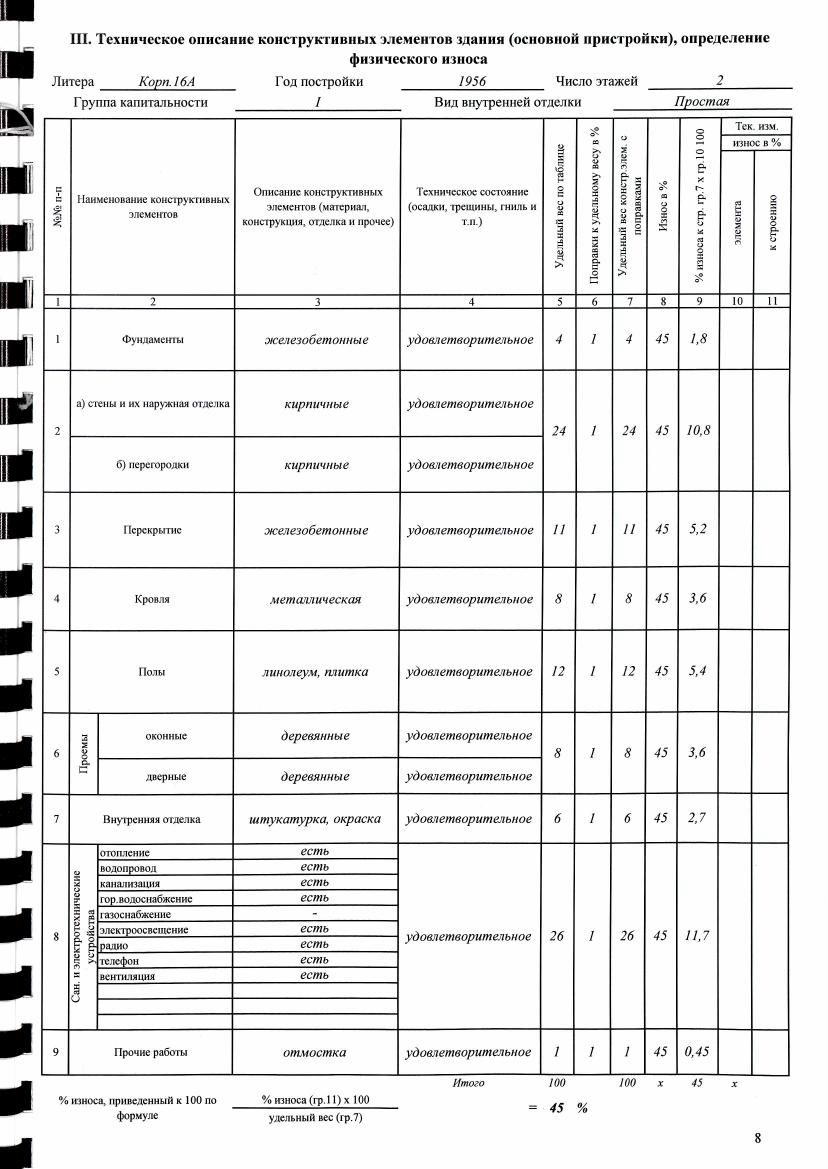 III. Техническое описание конструктивных элементов здания (основной пристройки), определение
физического износа
Литера Корп.16А Год постройки 1956 Число этажей 2
Группа капитальности I Вид внутренней отделки Простая
№№ п-п
Наименование конструктивных элементов
Описание конструктивных элементов (материал, конструкция, отделка и прочее)
Техническое состояние (осадки, трещины, гниль и т.п.)
Удельный вес по таблице
Поправки к удельному весу в %
Удельный вес констр.элем. с поправками
Износ в %
% износа к стр. гр.7 х гр.10 100
Тек. изм.
износ в %
элемента
к строению
1 2 3 4 5 6 7 8 9 10 11
1 Фундаменты железобетонные удовлетворительное 4 1 4 45 1,8
2 а) стены и их наружная отделка кирпичные удовлетворительное 24 1 24 45 10,8
б) перегородки кирпичные удовлетворительное
3 Перекрытие железобетонные удовлетворительное 11 1 11 45 5,2
4 Кровля металлическая удовлетворительное 8 1 8 45 3,6
5 Полы линолеум, плитка удовлетворительное 12 1 12 45 5,4
6 Проемы оконные деревянные удовлетворительное 8 1 8 45 3,6
дверные деревянные удовлетворительное
7 Внутренняя отделка штукатурка, окраска удовлетворительное 6 1 6 45 2,7
8 Сан. и электротехнические устройства удовлетворительное 26 1 26 45 11,7
отопление есть
водопровод есть
канализация есть
гор.водоснабжение есть
газоснабжение -
электроосвещение есть
радио есть
телефон есть
вентиляция есть
9 Прочие работы отмостка удовлетворительное 1 1 1 45 0,45
Итого 100 100 х 45 х
% износа, приведенный к 100 по формуле
% износа (гр.11) х 100
удельный вес (гр.7)
= 45 %
8